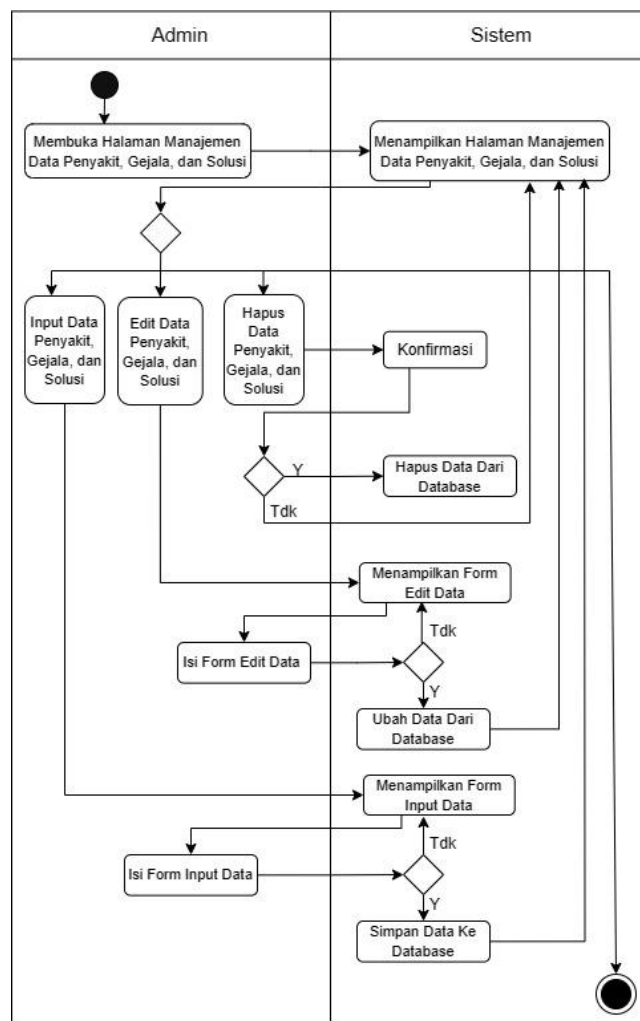 Admin
Sistem
Membuka Halaman Manajemen
Data Penyakit, Gejala, dan Solusi
Menampilkan Halaman Manajemen
Data Penyakit, Gejala, dan Solusi
Input Data
Penyakit,
Gejala, dan
Solusi
Edit Data
Penyakit,
Gejala, dan
Solusi
Hapus
Data
Penyakit,
Gejala, dan
Solusi
Konfirmasi
Y
Hapus Data Dari
Database
Tdk
Menampilkan Form
Edit Data
Tdk
Isi Form Edit Data
Y
Ubah Data Dari
Database
Menampilkan Form
Input Data
Tdk
Isi Form Input Data
Y
Simpan Data Ke
Database